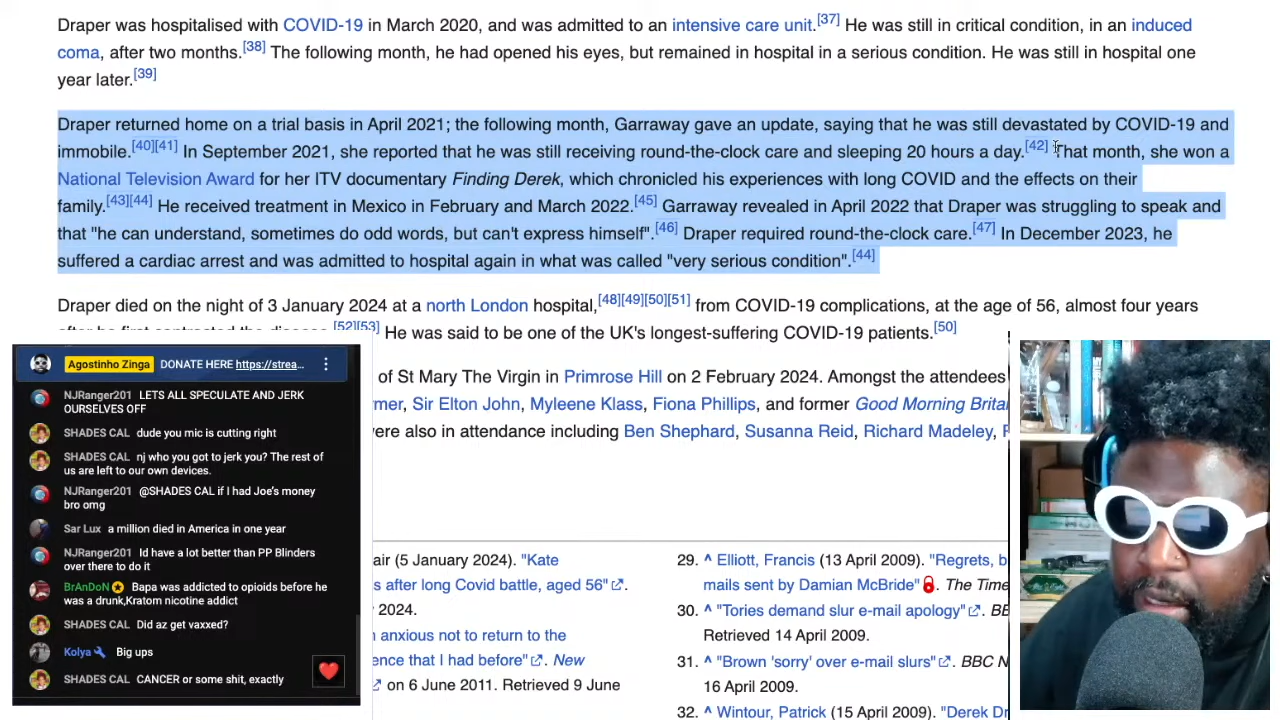 Draper was hospitalised with COVID-19 in March 2020, and was admitted to an intensive care unit.[37] He was still in critical condition, in an induced
coma, after two months.[38] The following month, he had opened his eyes, but remained in hospital in a serious condition. He was still in hospital one
year later.[39]
Draper returned home on a trial basis in April 2021; the following month, Garraway gave an update, saying that he was still devastated by COVID-19 and
immobile.[40][41] In September 2021, she reported that he was still receiving round-the-clock care and sleeping 20 hours a day.[42] That month, she won a
National Television Award for her ITV documentary Finding Derek, which chronicled his experiences with long COVID and the effects on their
family.[43][44] He received treatment in Mexico in February and March 2022.[45] Garraway revealed in April 2022 that Draper was struggling to speak and
that "he can understand, sometimes do odd words, but can't express himself".[46] Draper required round-the-clock care.[47] In December 2023, he
suffered a cardiac arrest and was admitted to hospital again in what was called "very serious condition".[44]
Draper died on the night of 3 January 2024 at a north London hospital,[48][49][50][51] from COVID-19 complications, at the age of 56, almost four years
after he first contracted the disease.[52][53] He was said to be one of the UK's longest-suffering COVID-19 patients.[50]
of St Mary The Virgin in Primrose Hill on 2 February 2024. Amongst the attendees
mer, Sir Elton John, Myleene Klass, Fiona Phillips, and former Good Morning Britai
ere also in attendance including Ben Shephard, Susanna Reid, Richard Madeley,
Agostinho Zinga DONATE HERE https://strea...
NJRanger201 LETS ALL SPECULATE AND JERK
OURSELVES OFF
SHADES CAL dude you mic is cutting right
SHADES CAL nj who you got to jerk you? The rest of
us are left to our own devices.
NJRanger201 @SHADES CAL if I had Joe's money
bro omg
Sar Lux a million died in America in one year
NJRanger201 Id have a lot better than PP Blinders
over there to do it
BrAnDoN Bapa was addicted to opioids before he
was a drunk,Kratom nicotine addict
SHADES CAL Did az get vaxxed?
Kolya Big ups
SHADES CAL CANCER or some shit, exactly
air (5 January 2024). "Kate
s after long Covid battle, aged 56".
2024.
anxious not to return to the
ence that I had before". New
on 6 June 2011. Retrieved 9 June
29. ^ Elliott, Francis (13 April 2009). "Regrets, b
mails sent by Damian McBride". The Time
30. ^ "Tories demand slur e-mail apology". BB
Retrieved 14 April 2009.
31. ^ "Brown 'sorry' over e-mail slurs". BBC N
16 April 2009.
32. ^ Wintour, Patrick (15 April 2009). "Derek Dr